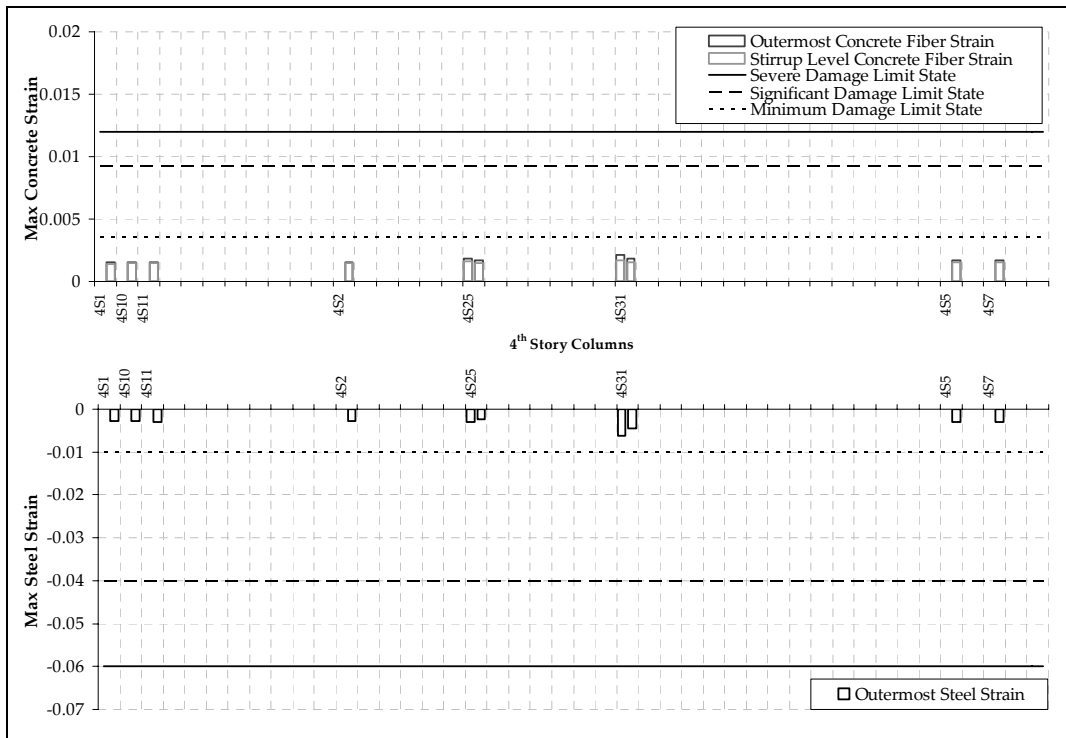 0.02
0.015
0.01
0.005
0
Max Concrete Strain
Outermost Concrete Fiber Strain
Stirrup Level Concrete Fiber Strain
Severe Damage Limit State
Significant Damage Limit State
Minimum Damage Limit State
4S1
4S10
4S11
4S2
4S25
4S31
4S5
4S7
4th Story Columns
4S1
4S10
4S11
4S2
4S25
4S31
4S5
4S7
0
-0.01
-0.02
-0.03
-0.04
-0.05
-0.06
-0.07
Max Steel Strain
Outermost Steel Strain